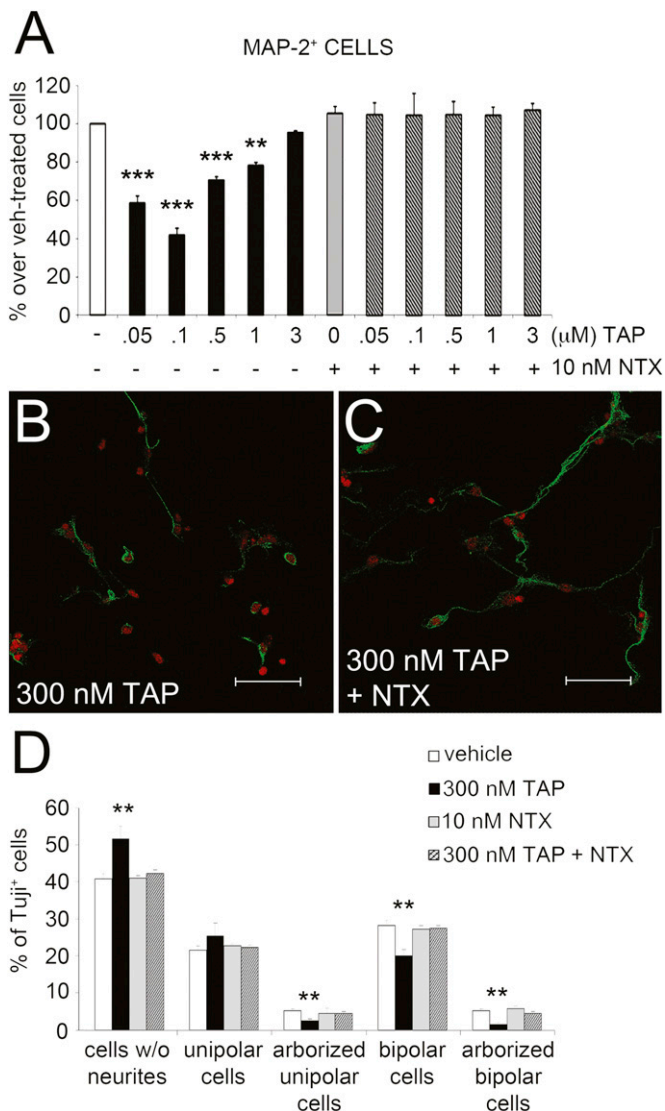 A
MAP-2+ CELLS
% over veh-treated cells
120
100
80
60
40
20
0
*** *** *** **
- .05 .1 .5 1 3 0 .05 .1 .5 1 3 (μM) TAP
- - - - - - + + + + + + 10 nM NTX
B
300 nM TAP
C
300 nM TAP
+ NTX
D
vehicle
300 nM TAP
10 nM NTX
300 nM TAP + NTX
% of Tuji+ cells
60
50
40
30
20
10
0
** ** ** **
cells w/o
neurites
unipolar
cells
arborized
unipolar
cells
bipolar
cells
arborized
bipolar
cells